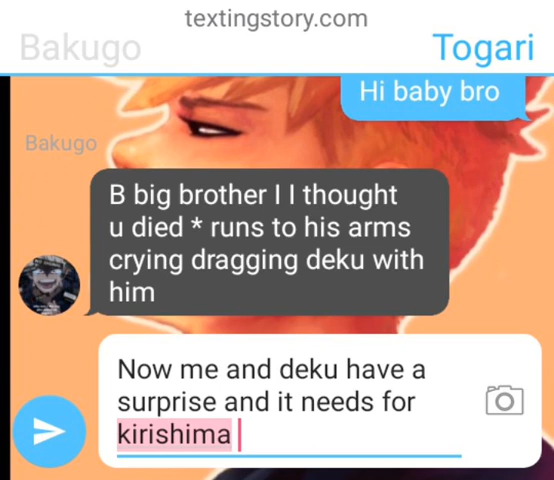 textingstory.com
Bakugo
Togari
Hi baby bro
Bakugo
B big brother I I thought
u died * runs to his arms
crying dragging deku with
him
Now me and deku have a
surprise and it needs for
kirishima